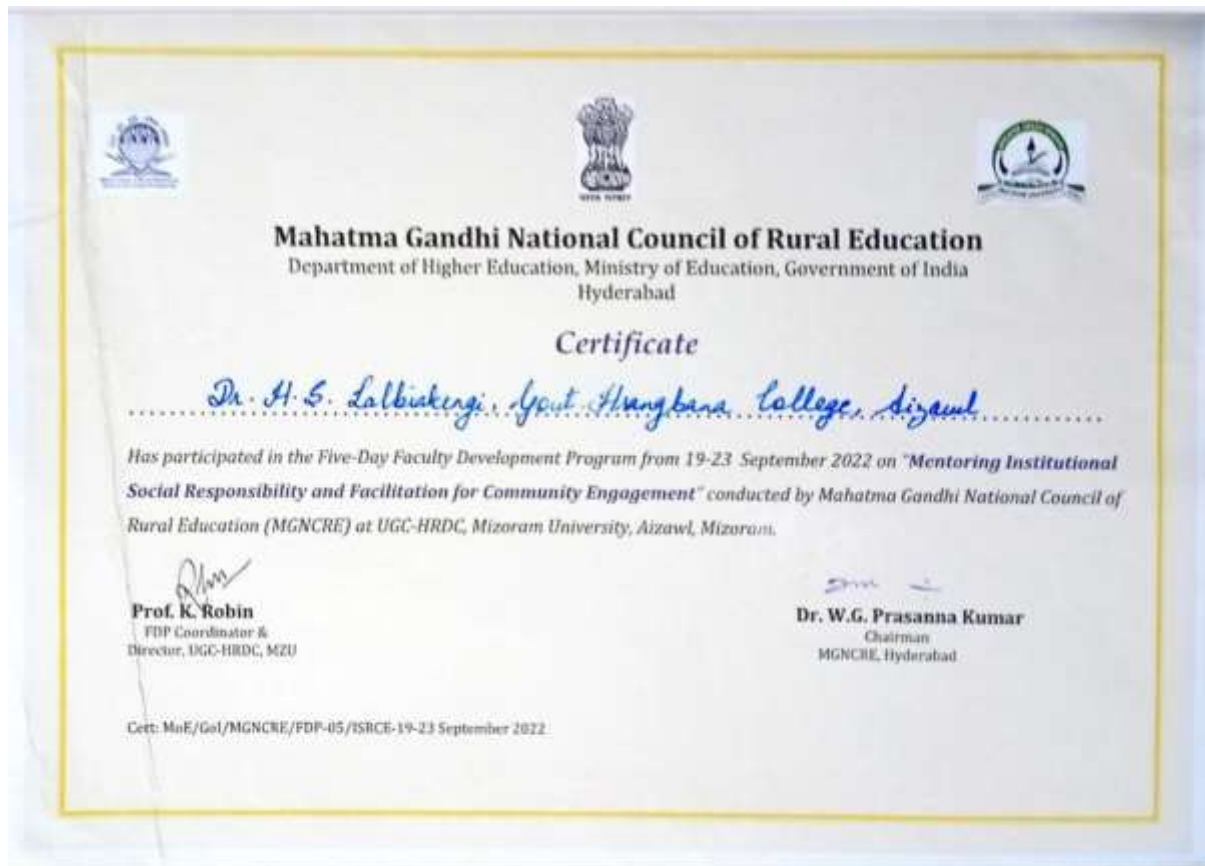 Mahatma Gandhi National Council of Rural Education
Department of Higher Education, Ministry of Education, Government of India
Hyderabad
Certificate
Dr. H. S. Lalbiakengi, Govt. Hrangbana College, Aizawl
Has participated in the Five-Day Faculty Development Program from 19-23 September 2022 on "Mentoring Institutional
Social Responsibility and Facilitation for Community Engagement" conducted by Mahatma Gandhi National Council of
Rural Education (MGNCRE) at UGC-HRDC, Mizoram University, Aizawl, Mizoram.
Prof. K. Robin
FDP Coordinator &
Director, UGC-HRDC, MZU
Dr. W.G. Prasanna Kumar
Chairman
MGNCRE, Hyderabad
Cert: MoE/GoI/MGNCRE/FDP-05/ISRCE-19-23 September 2022